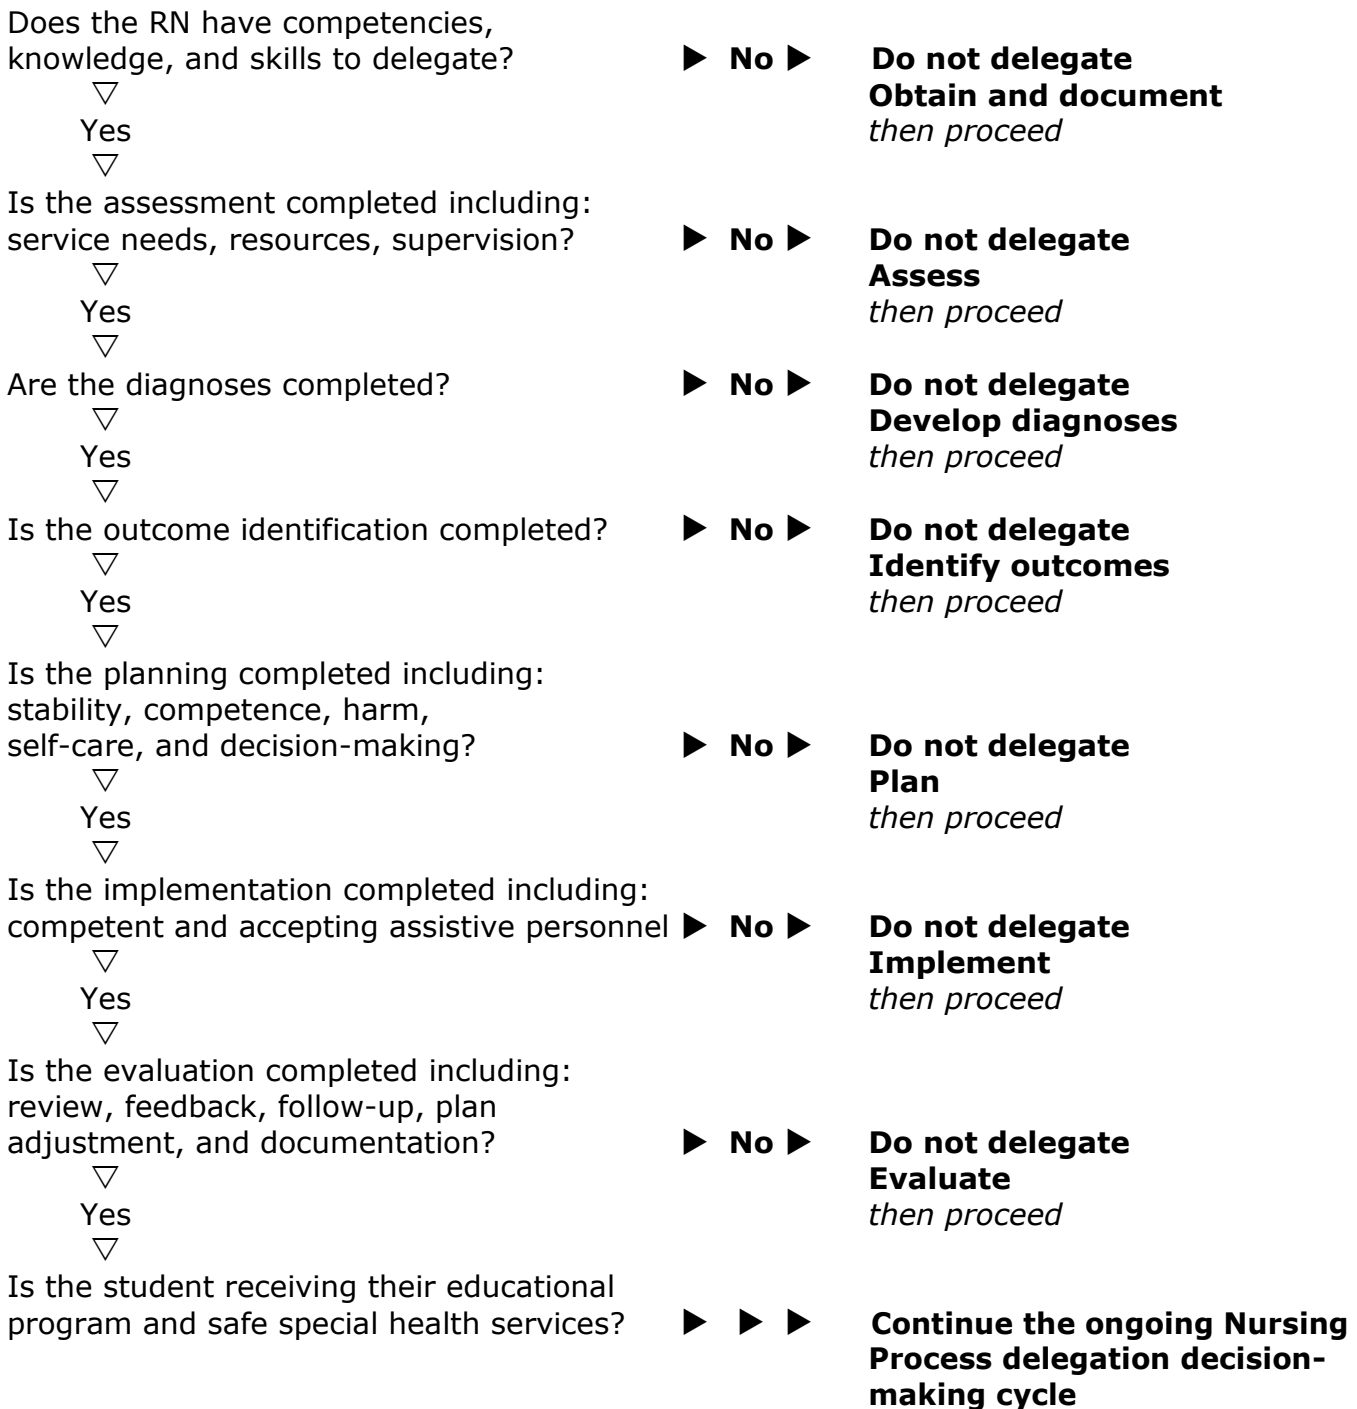 Does the RN have competencies,
knowledge, and skills to delegate? ▶ No ▶ Do not delegate
▽ Obtain and document
Yes then proceed
▽
Is the assessment completed including:
service needs, resources, supervision? ▶ No ▶ Do not delegate
▽ Assess
Yes then proceed
▽
Are the diagnoses completed? ▶ No ▶ Do not delegate
▽ Develop diagnoses
Yes then proceed
▽
Is the outcome identification completed? ▶ No ▶ Do not delegate
▽ Identify outcomes
Yes then proceed
▽
Is the planning completed including:
stability, competence, harm,
self-care, and decision-making? ▶ No ▶ Do not delegate
▽ Plan
Yes then proceed
▽
Is the implementation completed including:
competent and accepting assistive personnel ▶ No ▶ Do not delegate
▽ Implement
Yes then proceed
▽
Is the evaluation completed including:
review, feedback, follow-up, plan
adjustment, and documentation? ▶ No ▶ Do not delegate
▽ Evaluate
Yes then proceed
▽
Is the student receiving their educational
program and safe special health services? ▶ ▶ ▶ Continue the ongoing Nursing
Process delegation decision-
making cycle